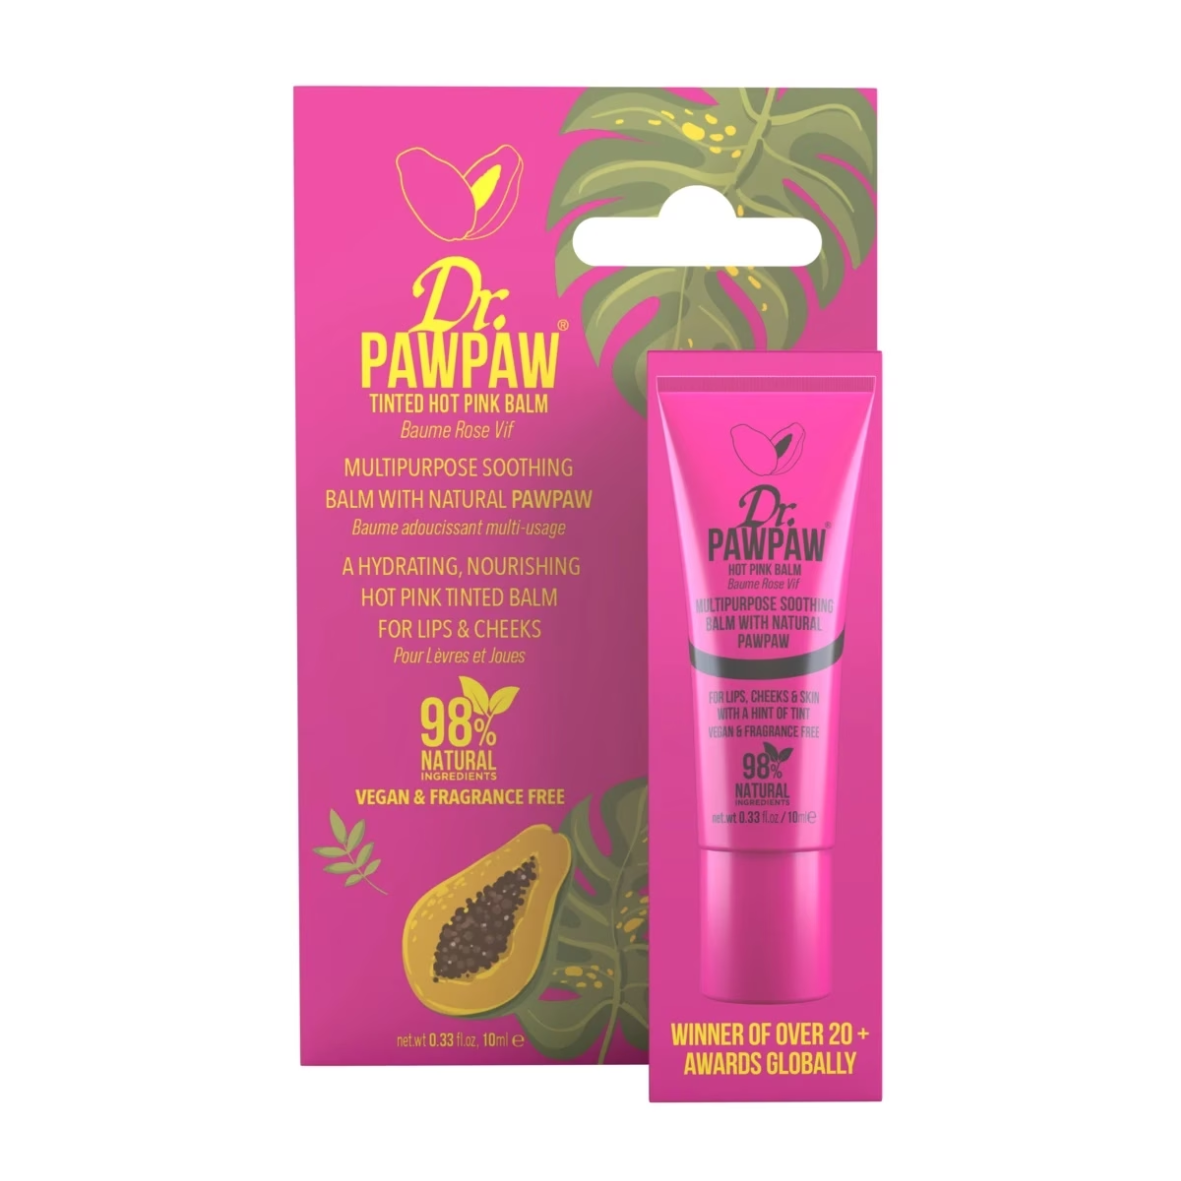 Dr.
PAWPAW®
TINTED HOT PINK BALM
Baume Rose Vif
MULTIPURPOSE SOOTHING
BALM WITH NATURAL PAWPAW
Baume adoucissant multi-usage
A HYDRATING, NOURISHING
HOT PINK TINTED BALM
FOR LIPS & CHEEKS
Pour Lèvres et Joues
98%
NATURAL
INGREDIENTS
VEGAN & FRAGRANCE FREE
net.wt 0.33 fl.oz, 10ml ℮
Dr.
PAWPAW®
HOT PINK BALM
Baume Rose Vif
MULTIPURPOSE SOOTHING
BALM WITH NATURAL
PAWPAW
FOR LIPS, CHEEKS & SKIN
WITH A HINT OF TINT
VEGAN & FRAGRANCE FREE
98%
NATURAL
INGREDIENTS
net.wt 0.33 fl.oz / 10ml ℮
WINNER OF OVER 20 +
AWARDS GLOBALLY